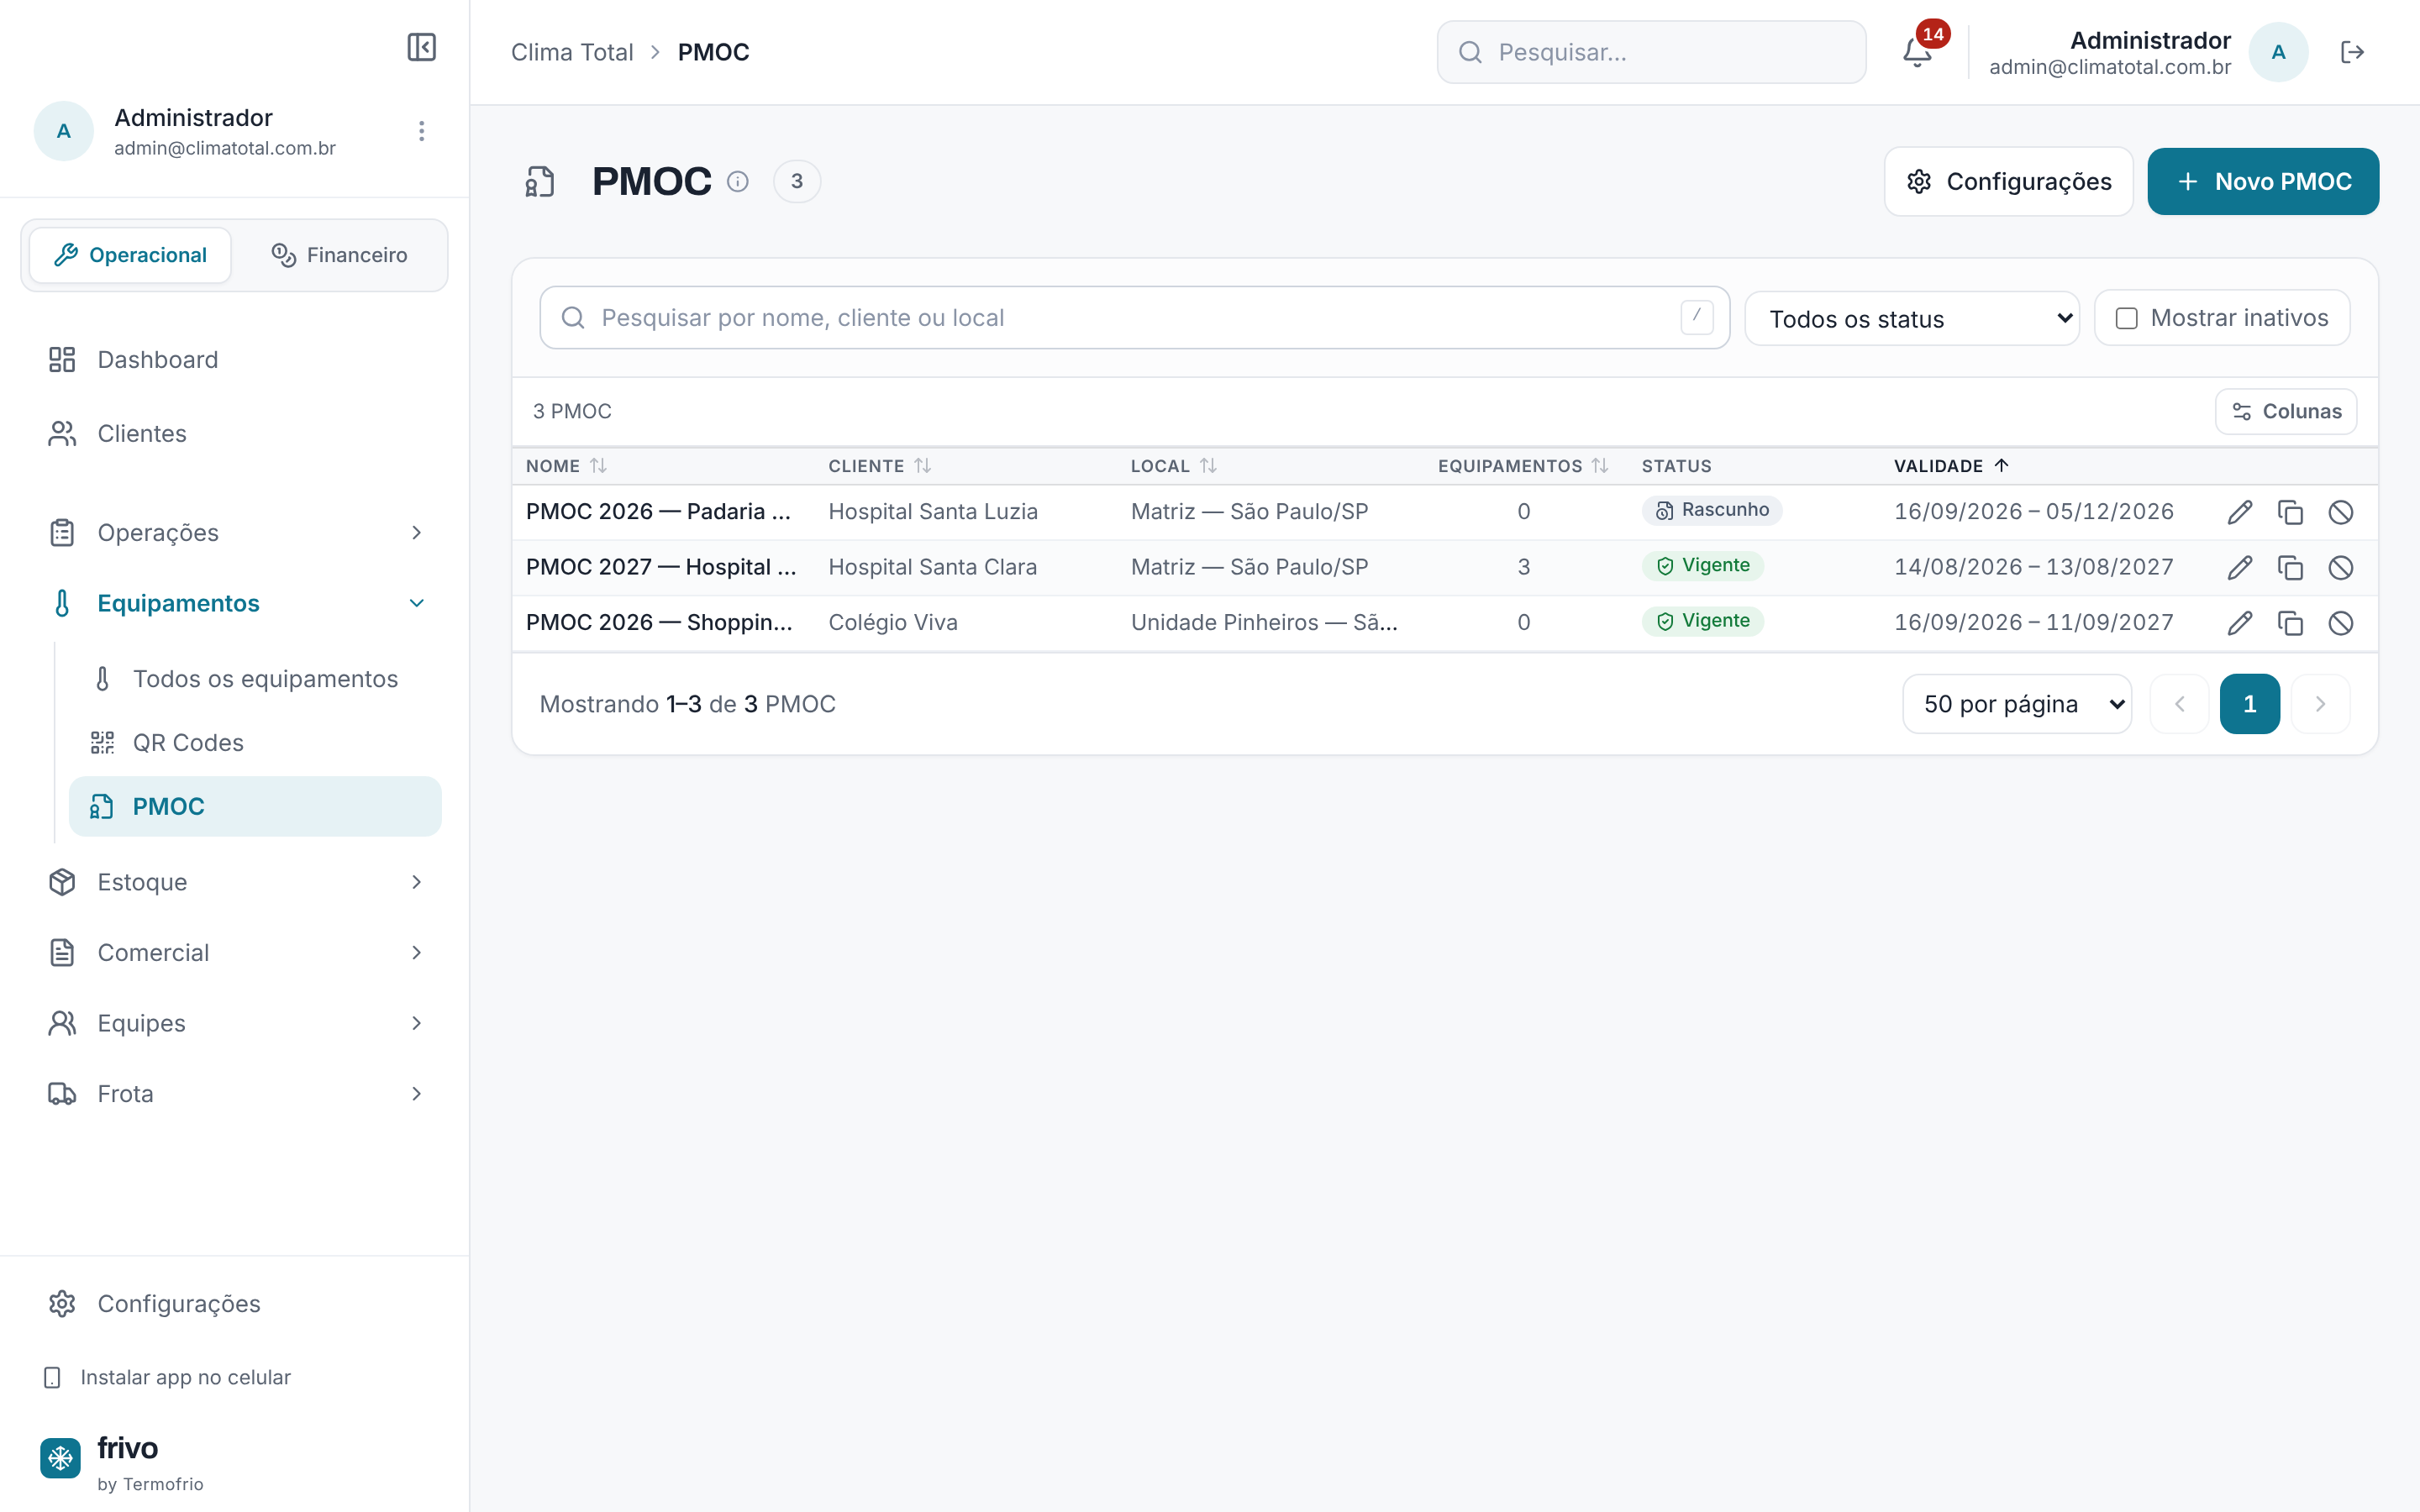 A
Administrador
admin@climatotal.com.br
Operacional
Financeiro
Dashboard
Clientes
Operações
Equipamentos
Todos os equipamentos
QR Codes
PMOC
Estoque
Comercial
Equipes
Frota
Configurações
Instalar app no celular
frivo
by Termofrio
Clima Total > PMOC
Pesquisar...
14
Administrador
admin@climatotal.com.br
A
PMOC
3
Configurações
+ Novo PMOC
Pesquisar por nome, cliente ou local
/
Todos os status
Mostrar inativos
3 PMOC
Colunas
NOME CLIENTE LOCAL EQUIPAMENTOS STATUS VALIDADE
PMOC 2026 — Padaria ... Hospital Santa Luzia Matriz — São Paulo/SP 0 Rascunho 16/09/2026 – 05/12/2026
PMOC 2027 — Hospital ... Hospital Santa Clara Matriz — São Paulo/SP 3 Vigente 14/08/2026 – 13/08/2027
PMOC 2026 — Shoppin... Colégio Viva Unidade Pinheiros — Sã... 0 Vigente 16/09/2026 – 11/09/2027
Mostrando 1–3 de 3 PMOC
50 por página
1